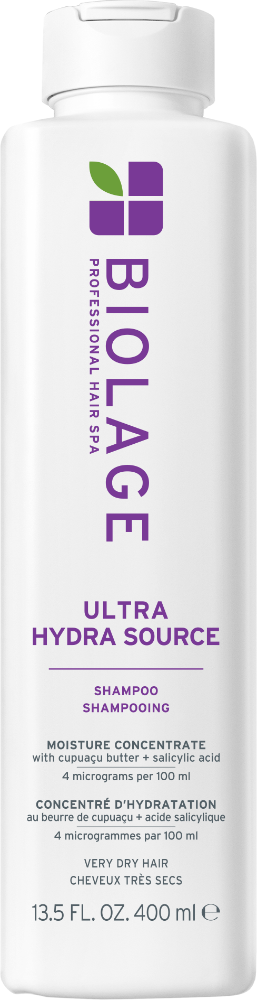 BIOLAGE
PROFESSIONAL HAIR SPA
ULTRA
HYDRA SOURCE
SHAMPOO
SHAMPOOING
MOISTURE CONCENTRATE
with cupuaçu butter + salicylic acid
4 micrograms per 100 ml
CONCENTRÉ D'HYDRATATION
au beurre de cupuaçu + acide salicylique
4 microgrammes par 100 ml
VERY DRY HAIR
CHEVEUX TRÈS SECS
13.5 FL. OZ. 400 ml ℮